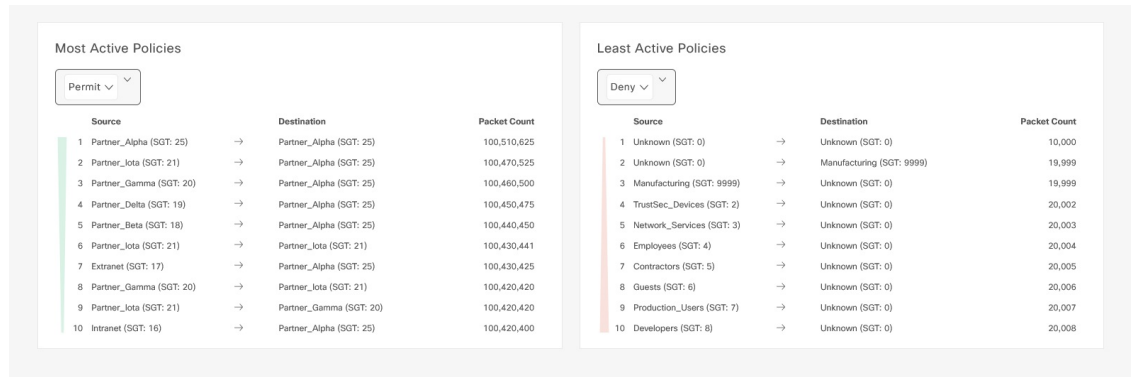 Most Active Policies
Permit
Source Destination Packet Count
1 Partner_Alpha (SGT: 25) → Partner_Alpha (SGT: 25) 100,510,625
2 Partner_Iota (SGT: 21) → Partner_Alpha (SGT: 25) 100,470,525
3 Partner_Gamma (SGT: 20) → Partner_Alpha (SGT: 25) 100,460,500
4 Partner_Delta (SGT: 19) → Partner_Alpha (SGT: 25) 100,450,475
5 Partner_Beta (SGT: 18) → Partner_Alpha (SGT: 25) 100,440,450
6 Partner_Iota (SGT: 21) → Partner_Iota (SGT: 21) 100,430,441
7 Extranet (SGT: 17) → Partner_Alpha (SGT: 25) 100,430,425
8 Partner_Gamma (SGT: 20) → Partner_Iota (SGT: 21) 100,420,420
9 Partner_Iota (SGT: 21) → Partner_Gamma (SGT: 20) 100,420,420
10 Intranet (SGT: 16) → Partner_Alpha (SGT: 25) 100,420,400
Least Active Policies
Deny
Source Destination Packet Count
1 Unknown (SGT: 0) → Unknown (SGT: 0) 10,000
2 Unknown (SGT: 0) → Manufacturing (SGT: 9999) 19,999
3 Manufacturing (SGT: 9999) → Unknown (SGT: 0) 19,999
4 TrustSec_Devices (SGT: 2) → Unknown (SGT: 0) 20,002
5 Network_Services (SGT: 3) → Unknown (SGT: 0) 20,003
6 Employees (SGT: 4) → Unknown (SGT: 0) 20,004
7 Contractors (SGT: 5) → Unknown (SGT: 0) 20,005
8 Guests (SGT: 6) → Unknown (SGT: 0) 20,006
9 Production_Users (SGT: 7) → Unknown (SGT: 0) 20,007
10 Developers (SGT: 8) → Unknown (SGT: 0) 20,008